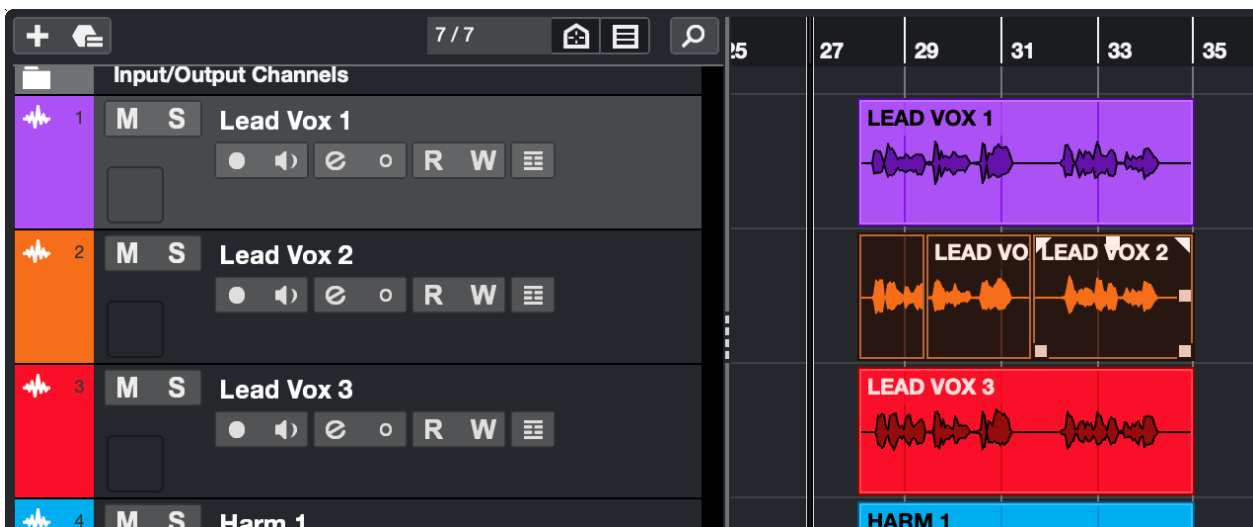 7 / 7
25 27 29 31 33 35
Input/Output Channels
1 M S Lead Vox 1
R W
LEAD VOX 1
2 M S Lead Vox 2
R W
LEAD VO LEAD VOX 2
3 M S Lead Vox 3
R W
LEAD VOX 3
4 M S Harm 1
HARM 1